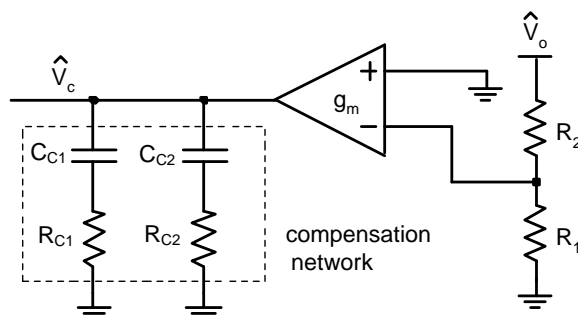 V̂c
gm
+
−
V̂o
R2
R1
CC1
CC2
RC1
RC2
compensation
network